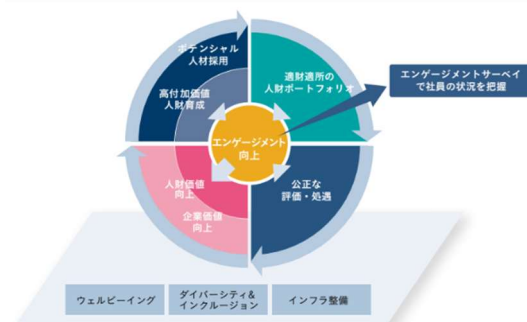 ポテンシャル
人材採用
高付加価値
人財育成
適財適所の
人財ポートフォリオ
エンゲージメントサーベイ
で社員の状況を把握
エンゲージメント
向上
人財価値
向上
企業価値
向上
公正な
評価・処遇
ウェルビーイング
ダイバーシティ&
インクルージョン
インフラ整備